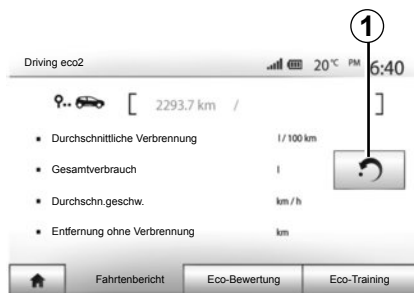 1
Driving eco2 20°C PM 6:40
[ 2293.7 km / ]
▪ Durchschnittliche Verbrennung l/100 km
▪ Gesamtverbrauch l
▪ Durchschn.geschw. km/h
▪ Entfernung ohne Verbrennung km
Fahrtenbericht Eco-Bewertung Eco-Training